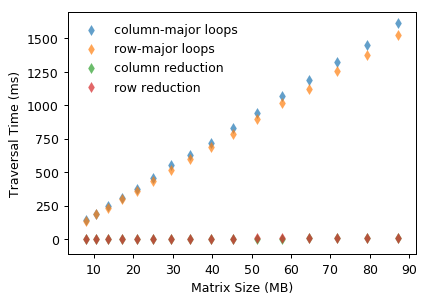 column-major loops
row-major loops
column reduction
row reduction
Traversal Time (ms)
1500
1250
1000
750
500
250
0
10 20 30 40 50 60 70 80 90
Matrix Size (MB)